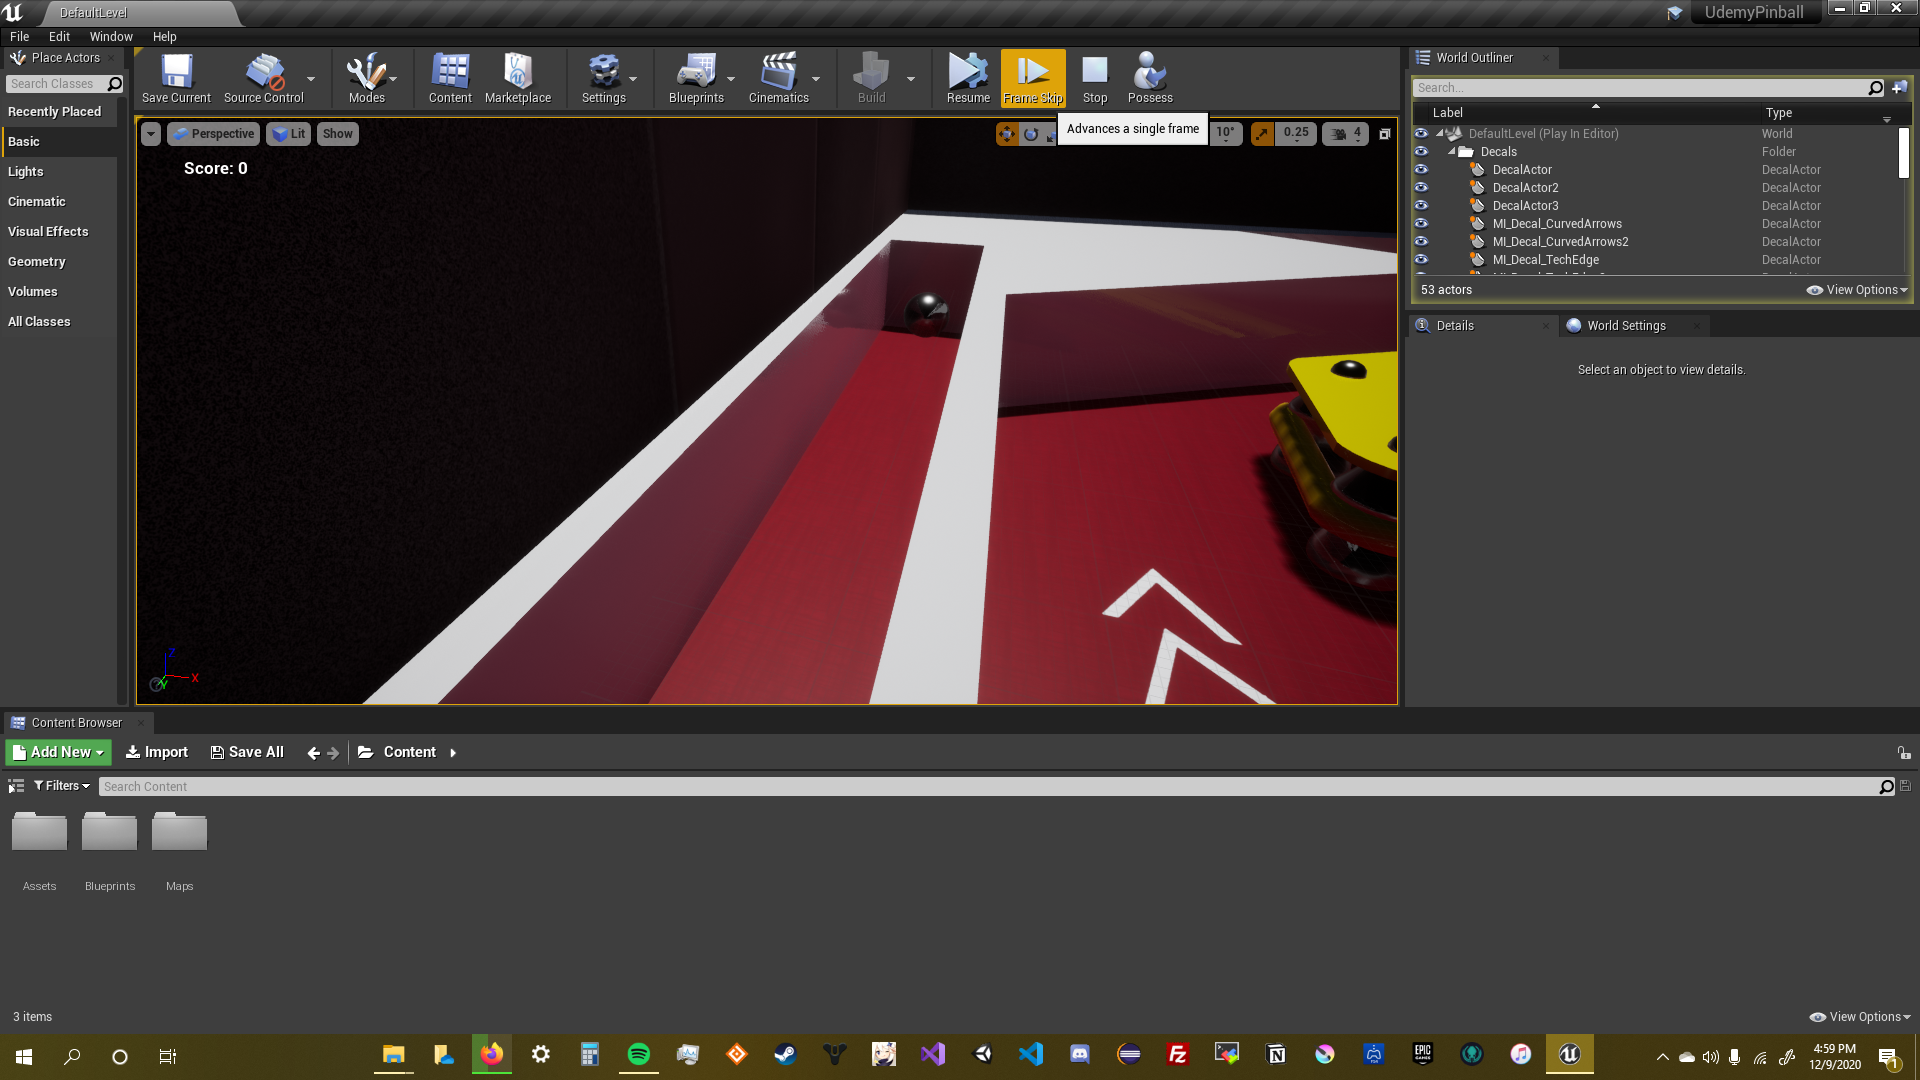 DefaultLevel
UdemyPinball
File Edit Window Help
Place Actors
Search Classes
Recently Placed
Basic
Lights
Cinematic
Visual Effects
Geometry
Volumes
All Classes
Save Current Source Control Modes Content Marketplace Settings Blueprints Cinematics Build Resume Frame Skip Stop Possess
Advances a single frame
Perspective Lit Show
10° 0.25 4
Score: 0
Z
X
Y
World Outliner
Search...
Label Type
DefaultLevel (Play In Editor) World
Decals Folder
DecalActor DecalActor
DecalActor2 DecalActor
DecalActor3 DecalActor
MI_Decal_CurvedArrows DecalActor
MI_Decal_CurvedArrows2 DecalActor
MI_Decal_TechEdge DecalActor
53 actors View Options
Details World Settings
Select an object to view details.
Content Browser
Add New Import Save All Content
Filters Search Content
Assets Blueprints Maps
3 items View Options
4:59 PM
12/9/2020
1